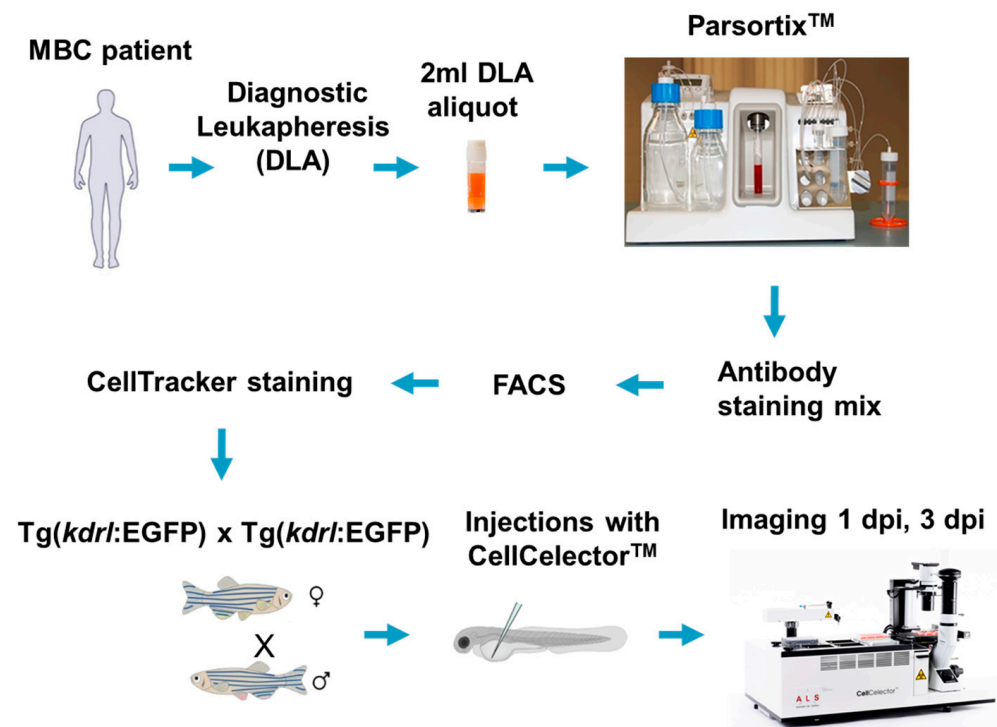 MBC patient
Diagnostic
Leukapheresis
(DLA)
2ml DLA
aliquot
Parsortix™
Antibody
staining mix
FACS
CellTracker staining
Tg(kdrl:EGFP) x Tg(kdrl:EGFP)
♀
X
♂
Injections with
CellCelector™
Imaging 1 dpi, 3 dpi
ALS
CellCelector™